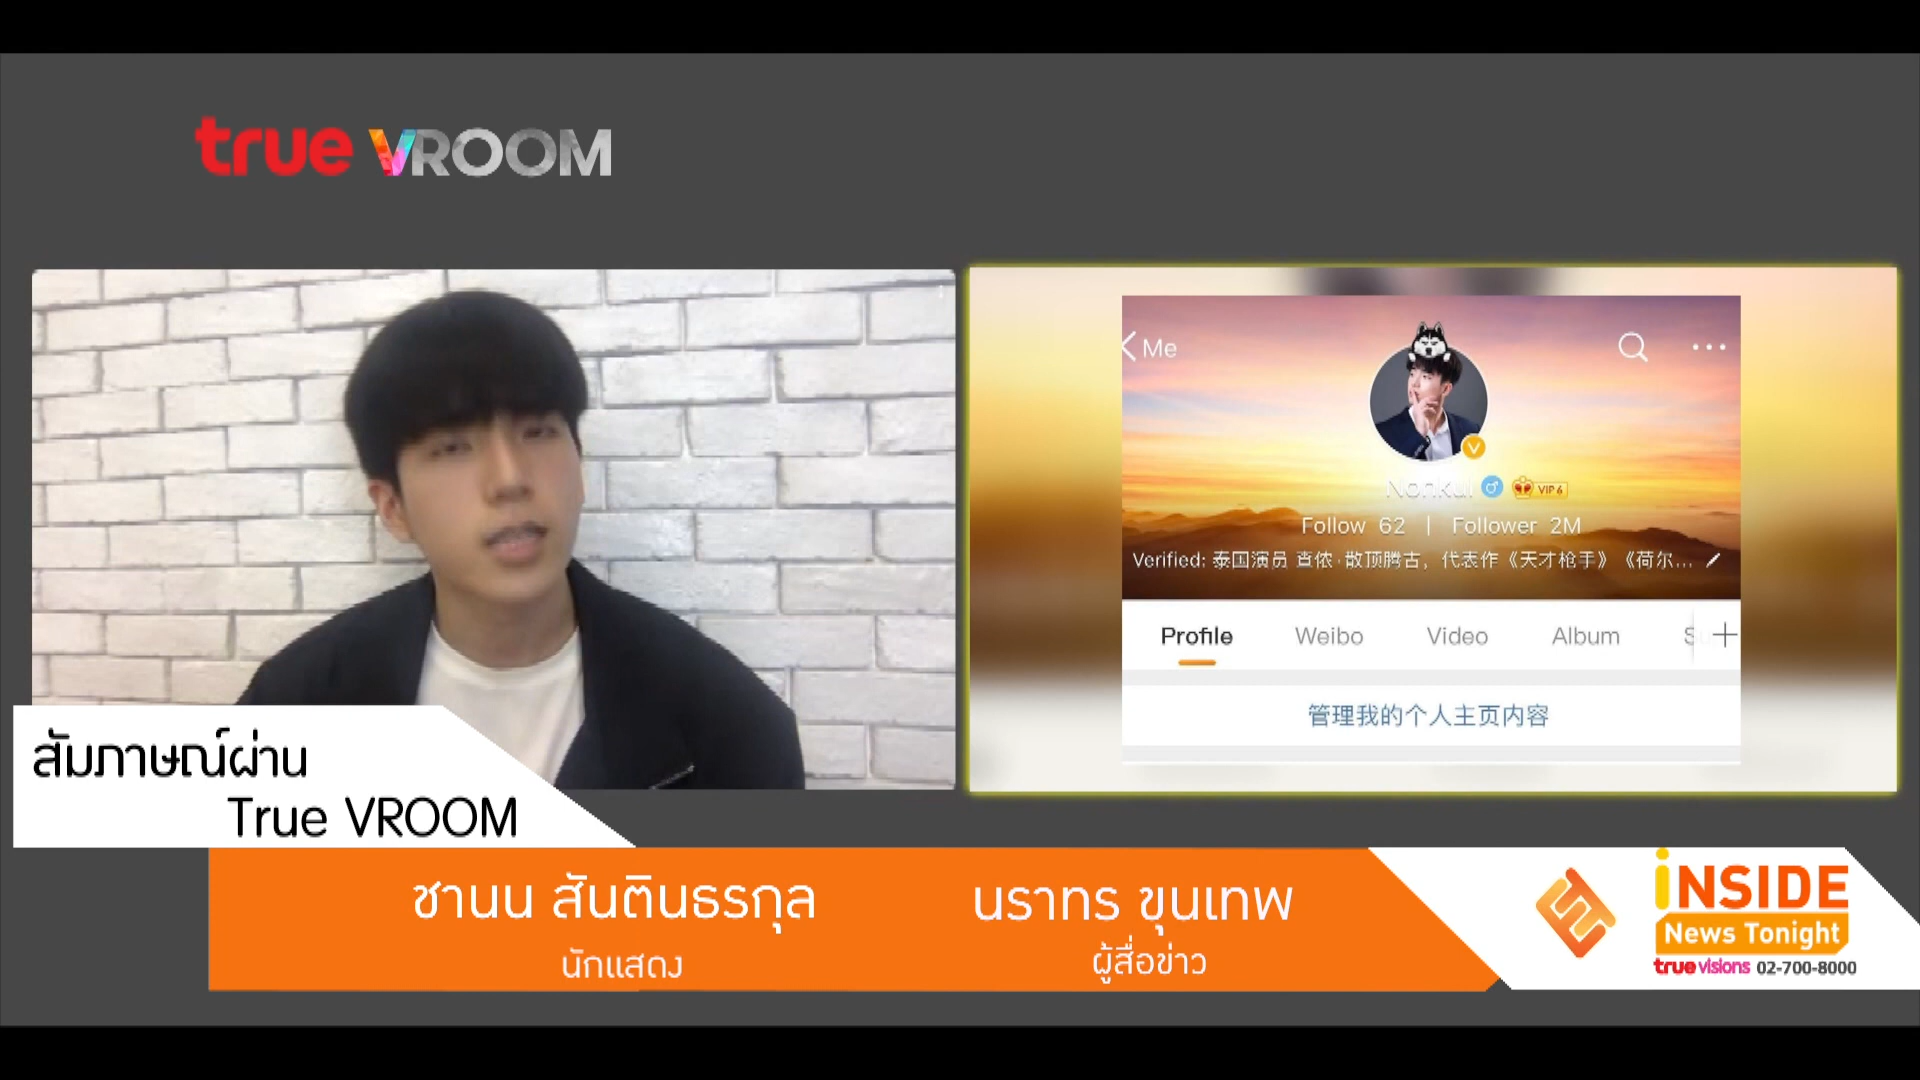 true VROOM
Me
Nonkul VIP 6
Follow 62 | Follower 2M
Verified: 泰国演员 查侬·散顶腾古，代表作《天才枪手》《荷尔...
Profile Weibo Video Album
管理我的个人主页内容
สัมภาษณ์ผ่าน
True VROOM
ชานน สันตินธรกุล
นักแสดง
นราทร ขุนเทพ
ผู้สื่อข่าว
iNSIDE
News Tonight
truevisions 02-700-8000